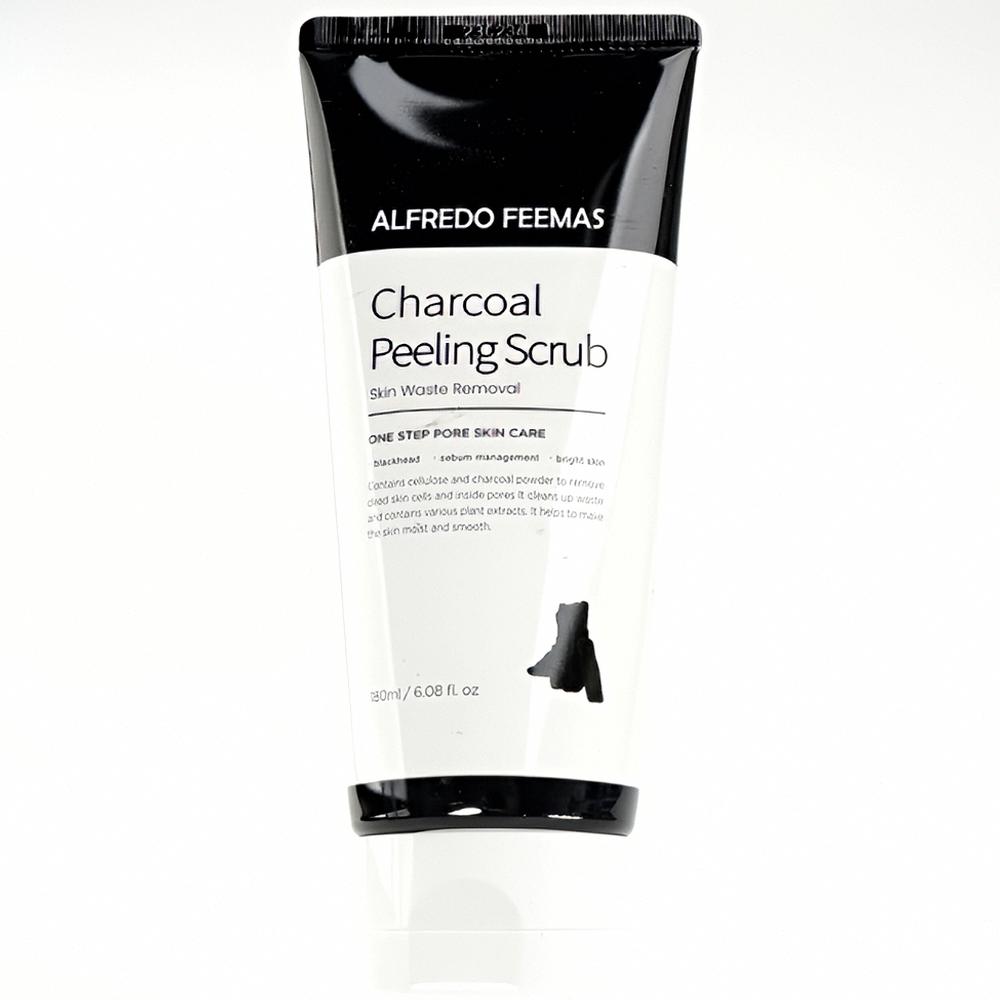 ALFREDO FEEMAS
Charcoal
Peeling Scrub
Skin Waste Removal
ONE STEP PORE SKIN CARE
· blackhead · sebum management · bright skin
Contains cellulose and charcoal powder to remove
dead skin cells and inside pores It cleans up waste
and contains various plant extracts. It helps to make
the skin moist and smooth.
180ml / 6.08 fl. oz